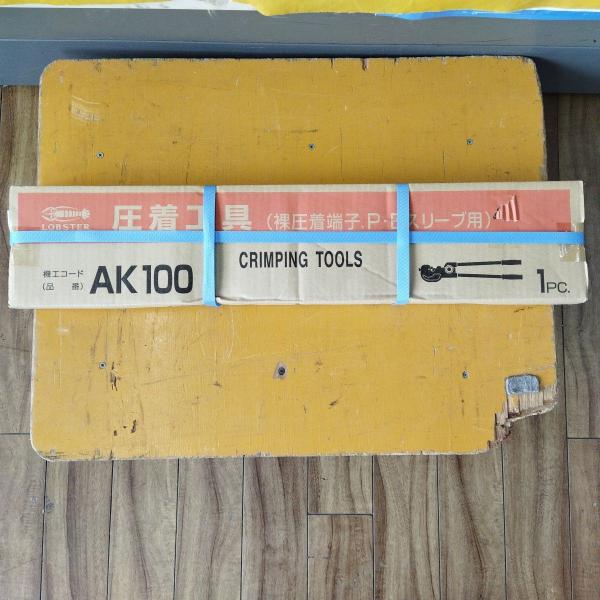 LOBSTER
圧着工具(裸圧着端子.P・Bスリーブ用)
CRIMPING TOOLS
裸工コード
(品 番)
AK100
1PC.